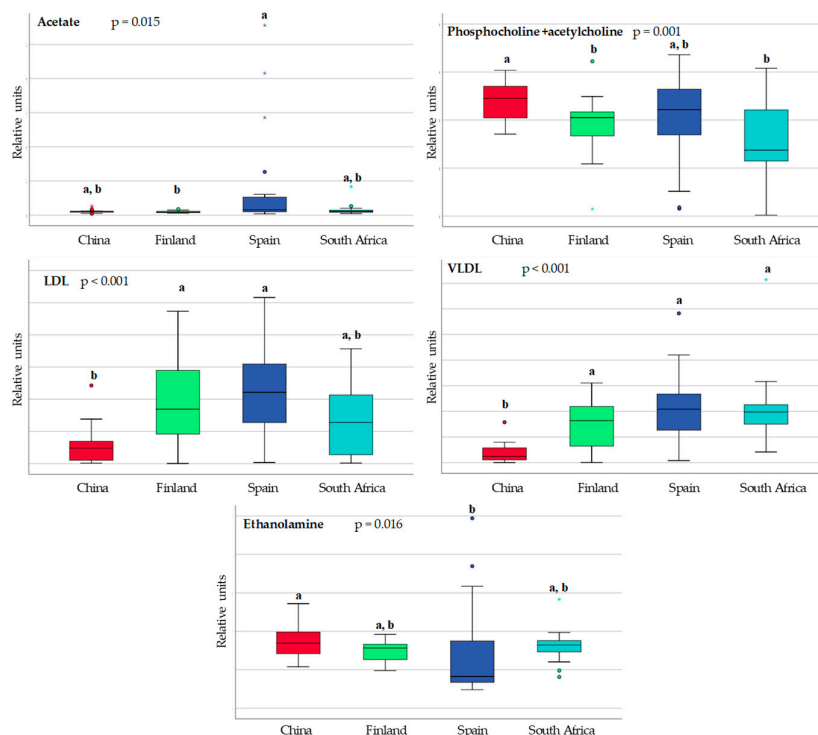 Acetate p = 0.015
a
a, b
b
a, b
Relative units
China Finland Spain South Africa
Phosphocholine+acetylcholine p = 0.001
a
b
a, b
b
Relative units
China Finland Spain South Africa
LDL p < 0.001
b
a
a
a, b
Relative units
China Finland Spain South Africa
VLDL p < 0.001
b
a
a
a
Relative units
China Finland Spain South Africa
Ethanolamine p = 0.016
a
a, b
b
a, b
Relative units
China Finland Spain South Africa